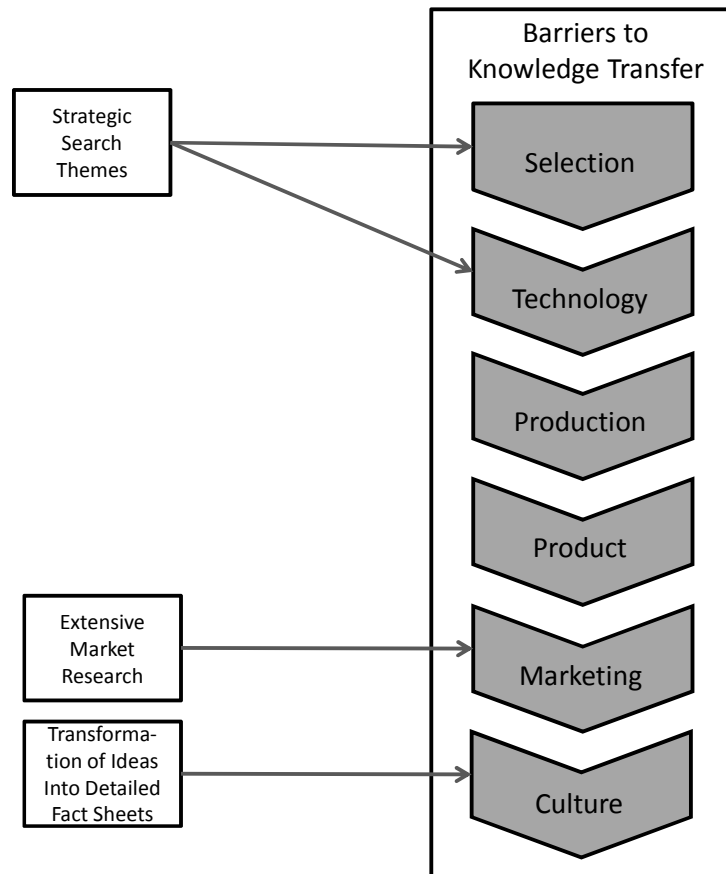 Barriers to
Knowledge Transfer
Strategic
Search
Themes
Selection
Technology
Production
Product
Extensive
Market
Research
Marketing
Transforma-
tion of Ideas
Into Detailed
Fact Sheets
Culture